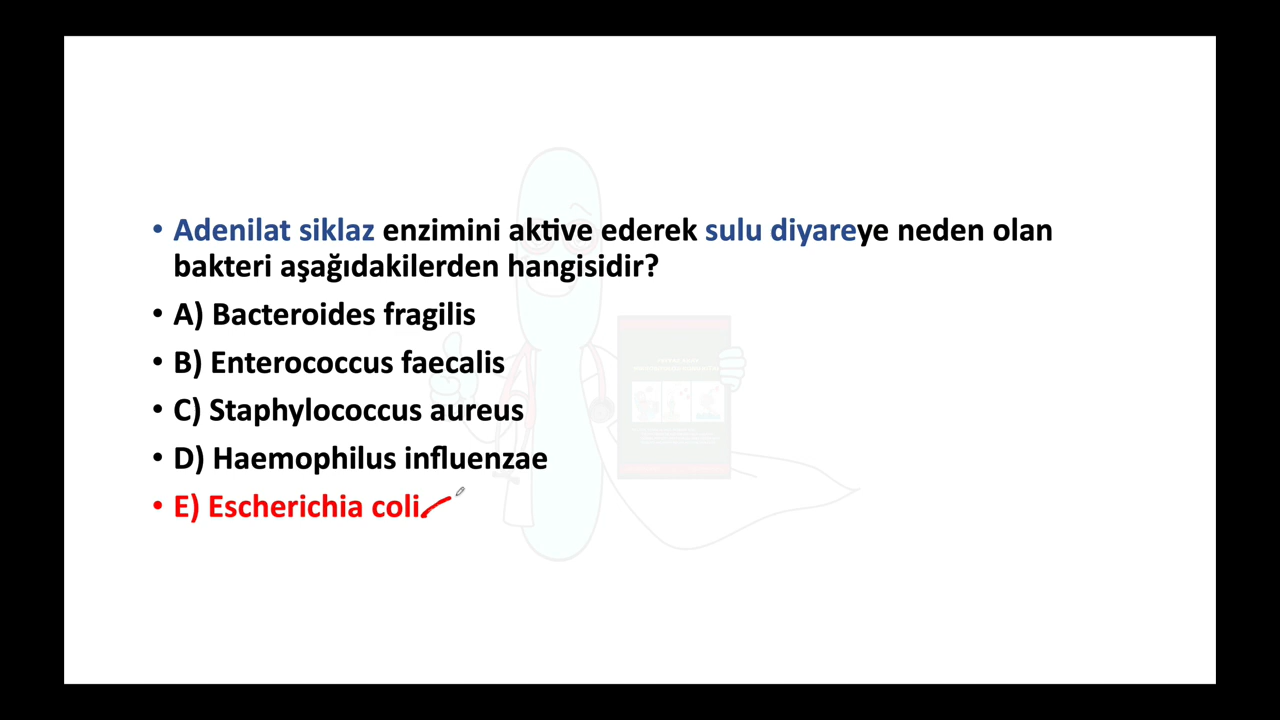 • Adenilat siklaz enzimini aktive ederek sulu diyareye neden olan
bakteri aşağıdakilerden hangisidir?
• A) Bacteroides fragilis
• B) Enterococcus faecalis
• C) Staphylococcus aureus
• D) Haemophilus influenzae
• E) Escherichia coli